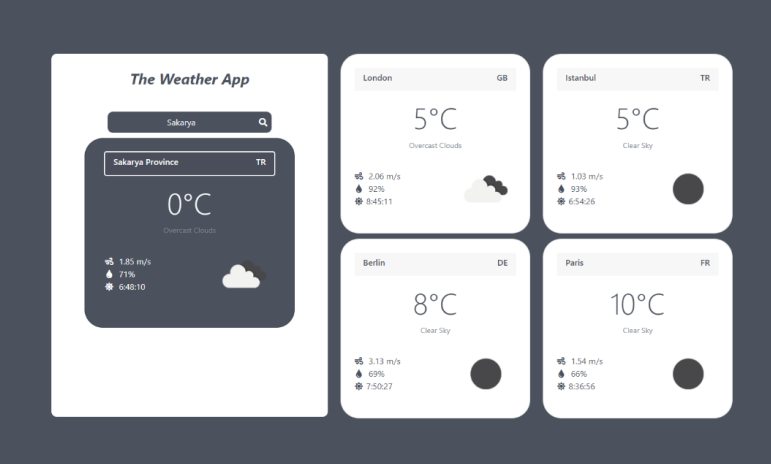 The Weather App
Sakarya
Sakarya Province TR
0°C
Overcast Clouds
1.85 m/s
71%
6:48:10
London GB
5°C
Overcast Clouds
2.06 m/s
92%
8:45:11
Istanbul TR
5°C
Clear Sky
1.03 m/s
93%
6:54:26
Berlin DE
8°C
Clear Sky
3.13 m/s
69%
7:50:27
Paris FR
10°C
Clear Sky
1.54 m/s
66%
8:36:56